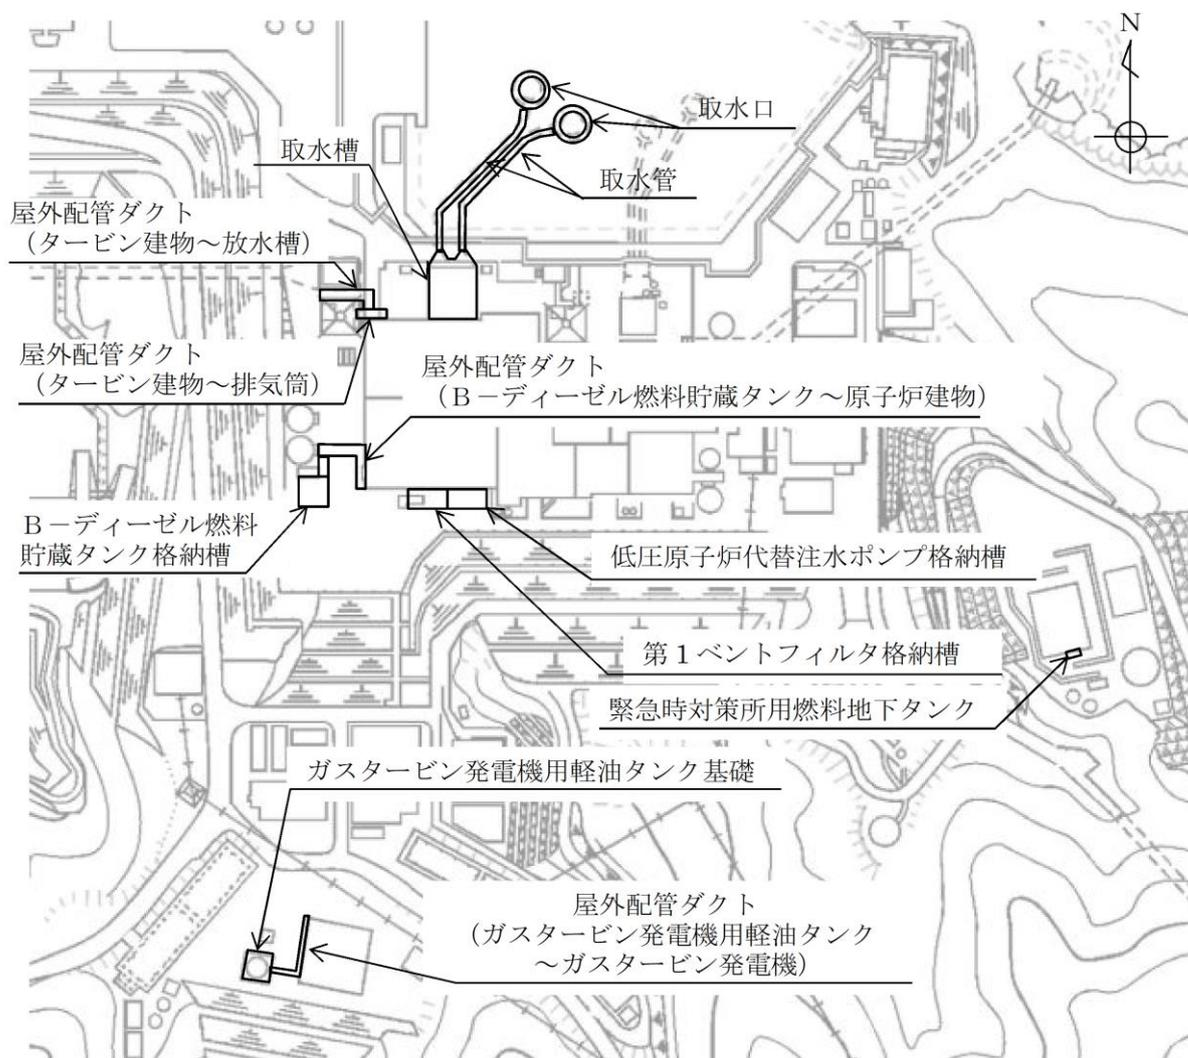 N
取水口
取水槽
取水管
屋外配管ダクト
（タービン建物～放水槽）
屋外配管ダクト
（タービン建物～排気筒）
屋外配管ダクト
（Ｂ－ディーゼル燃料貯蔵タンク～原子炉建物）
Ｂ－ディーゼル燃料
貯蔵タンク格納槽
低圧原子炉代替注水ポンプ格納槽
第１ベントフィルタ格納槽
緊急時対策所用燃料地下タンク
ガスタービン発電機用軽油タンク基礎
屋外配管ダクト
（ガスタービン発電機用軽油タンク
～ガスタービン発電機）